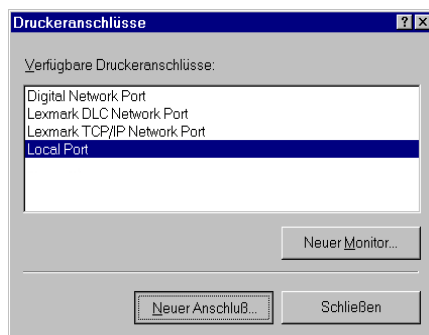 Druckeranschlüsse
Verfügbare Druckeranschlüsse:
Digital Network Port
Lexmark DLC Network Port
Lexmark TCP/IP Network Port
Local Port
Neuer Monitor...
Neuer Anschluß...
Schließen